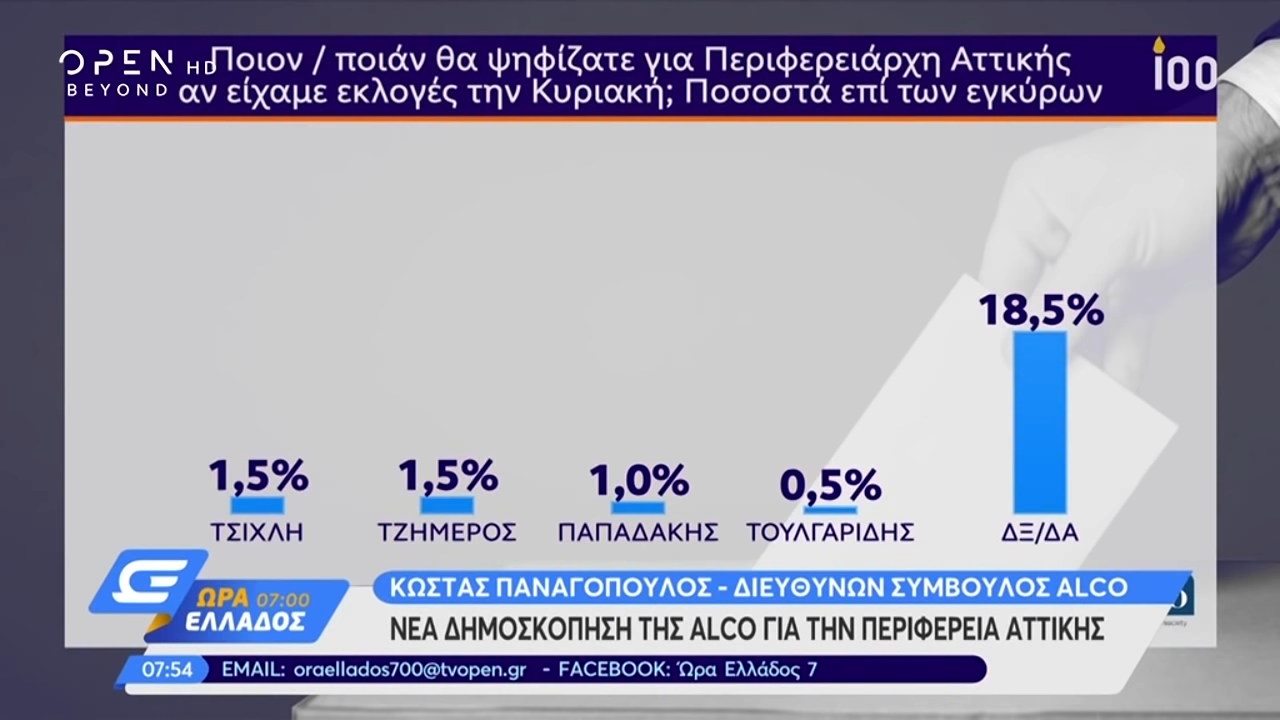 OPEN HD
BEYOND
Ποιον / ποιάν θα ψηφίζατε για Περιφερειάρχη Αττικής
αν είχαμε εκλογές την Κυριακή; Ποσοστά επί των εγκύρων
100
18,5%
1,5% 1,5% 1,0% 0,5%
ΤΣΙΧΛΗ ΤΖΗΜΕΡΟΣ ΠΑΠΑΔΑΚΗΣ ΤΟΥΛΓΑΡΙΔΗΣ ΔΞ/ΔΑ
ΩΡΑ 07:00
ΕΛΛΑΔΟΣ
ΚΩΣΤΑΣ ΠΑΝΑΓΟΠΟΥΛΟΣ - ΔΙΕΥΘΥΝΩΝ ΣΥΜΒΟΥΛΟΣ ALCO
ΝΕΑ ΔΗΜΟΣΚΟΠΗΣΗ ΤΗΣ ALCO ΓΙΑ ΤΗΝ ΠΕΡΙΦΕΡΕΙΑ ΑΤΤΙΚΗΣ
society
07:54 EMAIL: oraellados700@tvopen.gr - FACEBOOK: Ώρα Ελλάδος 7